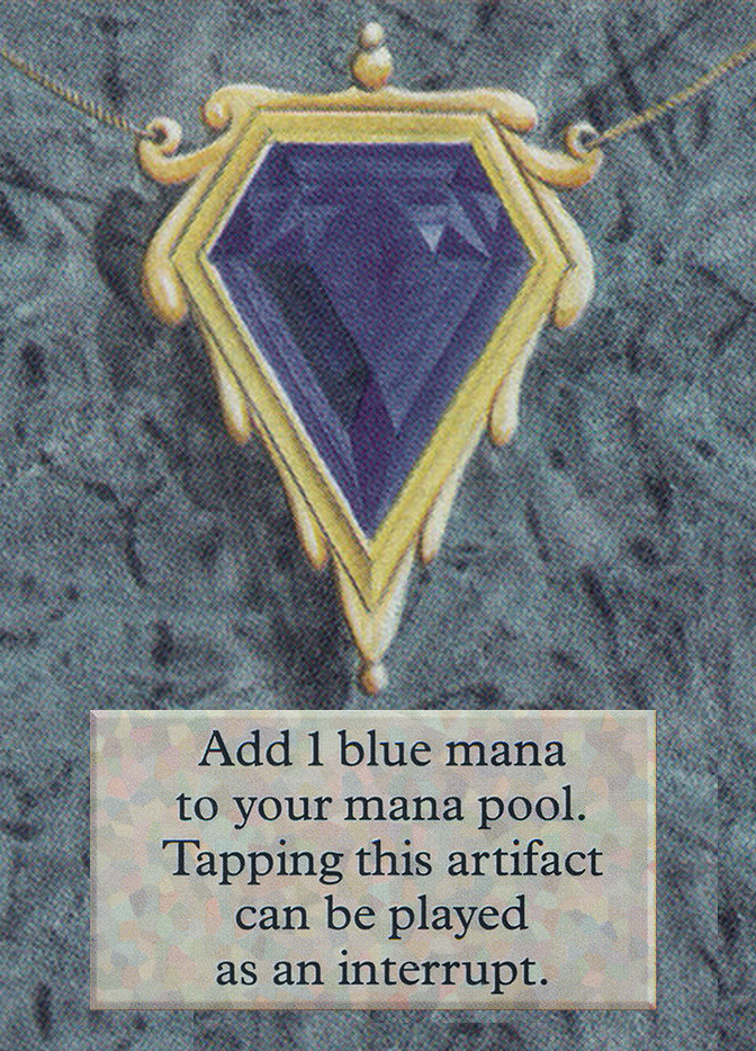 Add 1 blue mana
to your mana pool.
Tapping this artifact
can be played
as an interrupt.